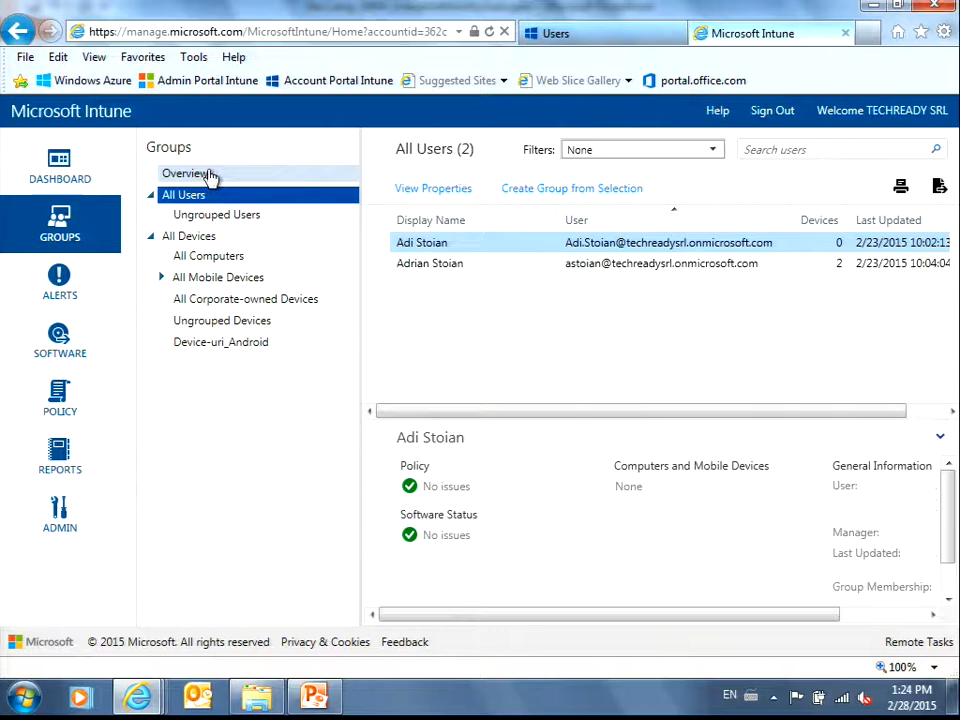 https://manage.microsoft.com/MicrosoftIntune/Home?accountid=362c
Users
Microsoft Intune
File Edit View Favorites Tools Help
Windows Azure Admin Portal Intune Account Portal Intune Suggested Sites Web Slice Gallery portal.office.com
Microsoft Intune
Help Sign Out Welcome TECHREADY SRL
DASHBOARD
GROUPS
ALERTS
SOFTWARE
POLICY
REPORTS
ADMIN
Groups
Overview
All Users
Ungrouped Users
All Devices
All Computers
All Mobile Devices
All Corporate-owned Devices
Ungrouped Devices
Device-uri_Android
All Users (2) Filters: None Search users
View Properties Create Group from Selection
Display Name User Devices Last Updated
Adi Stoian Adi.Stoian@techreadysrl.onmicrosoft.com 0 2/23/2015 10:02:13
Adrian Stoian astoian@techreadysrl.onmicrosoft.com 2 2/23/2015 10:04:04
Adi Stoian
Policy
No issues
Software Status
No issues
Computers and Mobile Devices
None
General Information
User:
Manager:
Last Updated:
Group Membership:
Microsoft © 2015 Microsoft. All rights reserved Privacy & Cookies Feedback Remote Tasks
100%
EN
1:24 PM
2/28/2015